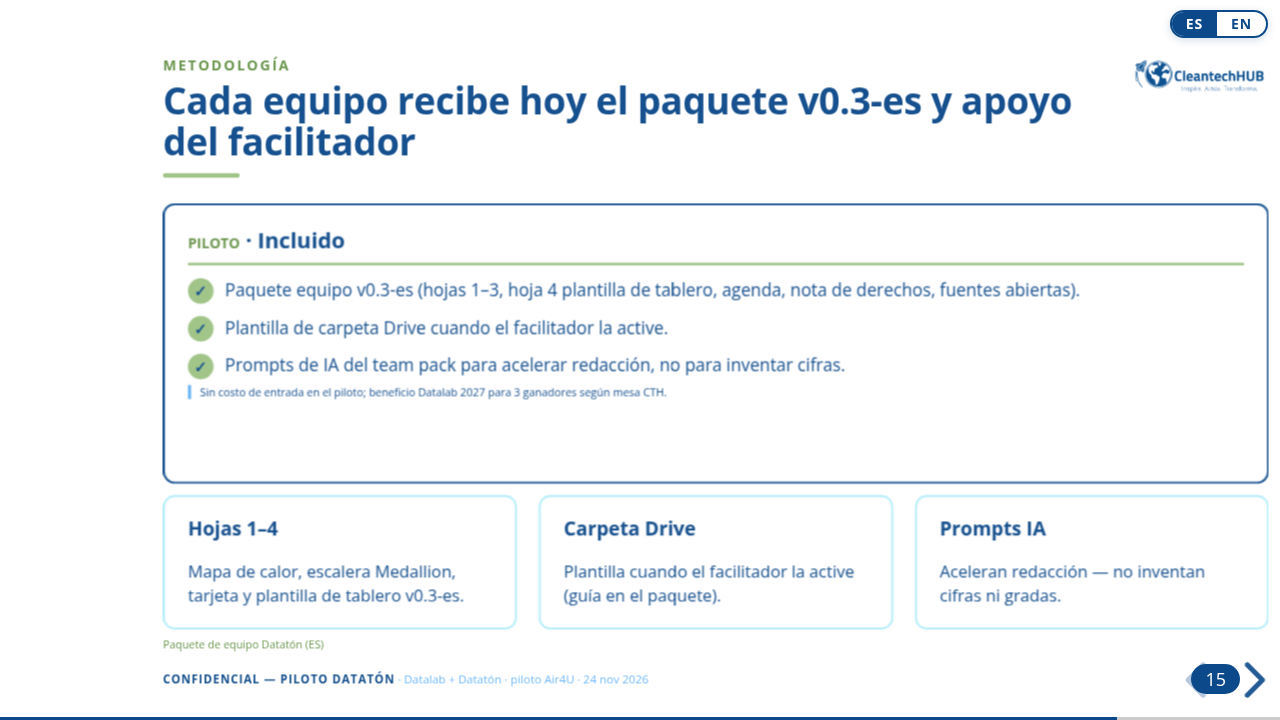 ES EN
METODOLOGÍA
CleantechHUB
Inspira. Actúa. Transforma.
Cada equipo recibe hoy el paquete v0.3-es y apoyo
del facilitador
PILOTO · Incluido
✓ Paquete equipo v0.3-es (hojas 1–3, hoja 4 plantilla de tablero, agenda, nota de derechos, fuentes abiertas).
✓ Plantilla de carpeta Drive cuando el facilitador la active.
✓ Prompts de IA del team pack para acelerar redacción, no para inventar cifras.
Sin costo de entrada en el piloto; beneficio Datalab 2027 para 3 ganadores según mesa CTH.
Hojas 1–4
Mapa de calor, escalera Medallion,
tarjeta y plantilla de tablero v0.3-es.
Carpeta Drive
Plantilla cuando el facilitador la active
(guía en el paquete).
Prompts IA
Aceleran redacción — no inventan
cifras ni gradas.
Paquete de equipo Datatón (ES)
CONFIDENCIAL — PILOTO DATATÓN · Datalab + Datatón · piloto Air4U · 24 nov 2026
15